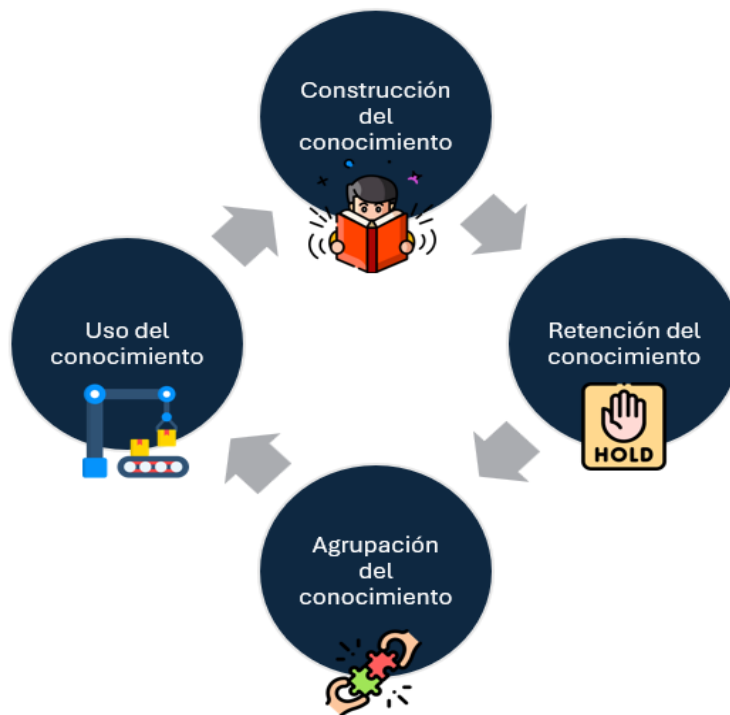 Construcción
del
conocimiento
Retención del
conocimiento
HOLD
Agrupación
del
conocimiento
Uso del
conocimiento